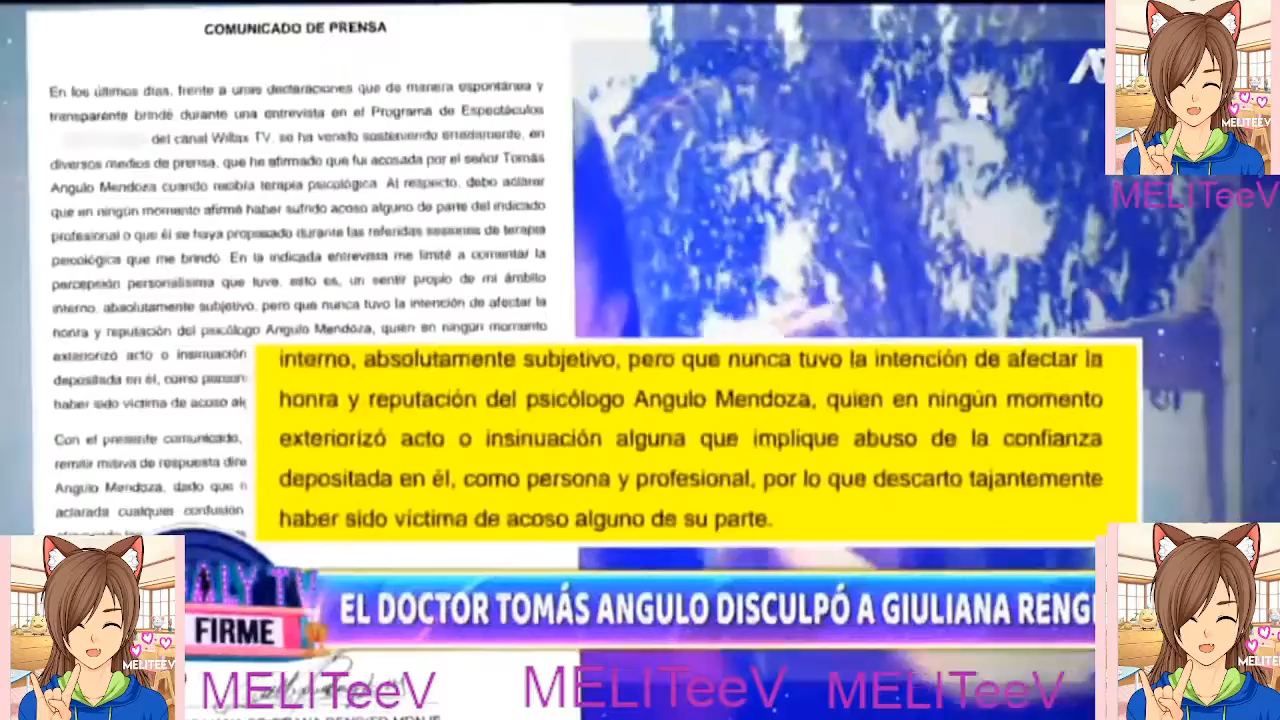 COMUNICADO DE PRENSA
En los últimos días, frente a unas declaraciones que de manera espontánea y
transparente brindé durante una entrevista en el Programa de Espectáculos
del canal Willax TV, se ha venido sosteniendo erradamente, en
diversos medios de prensa, que he afirmado que fui acosada por el señor Tomás
Angulo Mendoza cuando recibía terapia psicológica. Al respecto, debo aclarar
que en ningún momento afirmé haber sufrido acoso alguno de parte del indicado
profesional o que él se haya propasado durante las referidas sesiones de terapia
psicológica que me brindó. En la indicada entrevista me limité a comentar la
percepción personalísima que tuve, esto es, un sentir propio de mi ámbito
interno, absolutamente subjetivo, pero que nunca tuvo la intención de afectar la
honra y reputación del psicólogo Angulo Mendoza, quien en ningún momento
exteriorizó acto o insinuación
depositada en él, como person
haber sido víctima de acoso al
Con el presente comunicado,
remitir misiva de respuesta dire
Angulo Mendoza, dado que
aclarada cualquier confusión
interno, absolutamente subjetivo, pero que nunca tuvo la intención de afectar la
honra y reputación del psicólogo Angulo Mendoza, quien en ningún momento
exteriorizó acto o insinuación alguna que implique abuso de la confianza
depositada en él, como persona y profesional, por lo que descarto tajantemente
haber sido víctima de acoso alguno de su parte.
MELITEEV
MELITeeV
ALY TV
FIRME
EL DOCTOR TOMÁS ANGULO DISCULPÓ A GIULIANA RENG
MELITEEV
MELITeeV
MELITeeV
MELITeeV
MELITEE